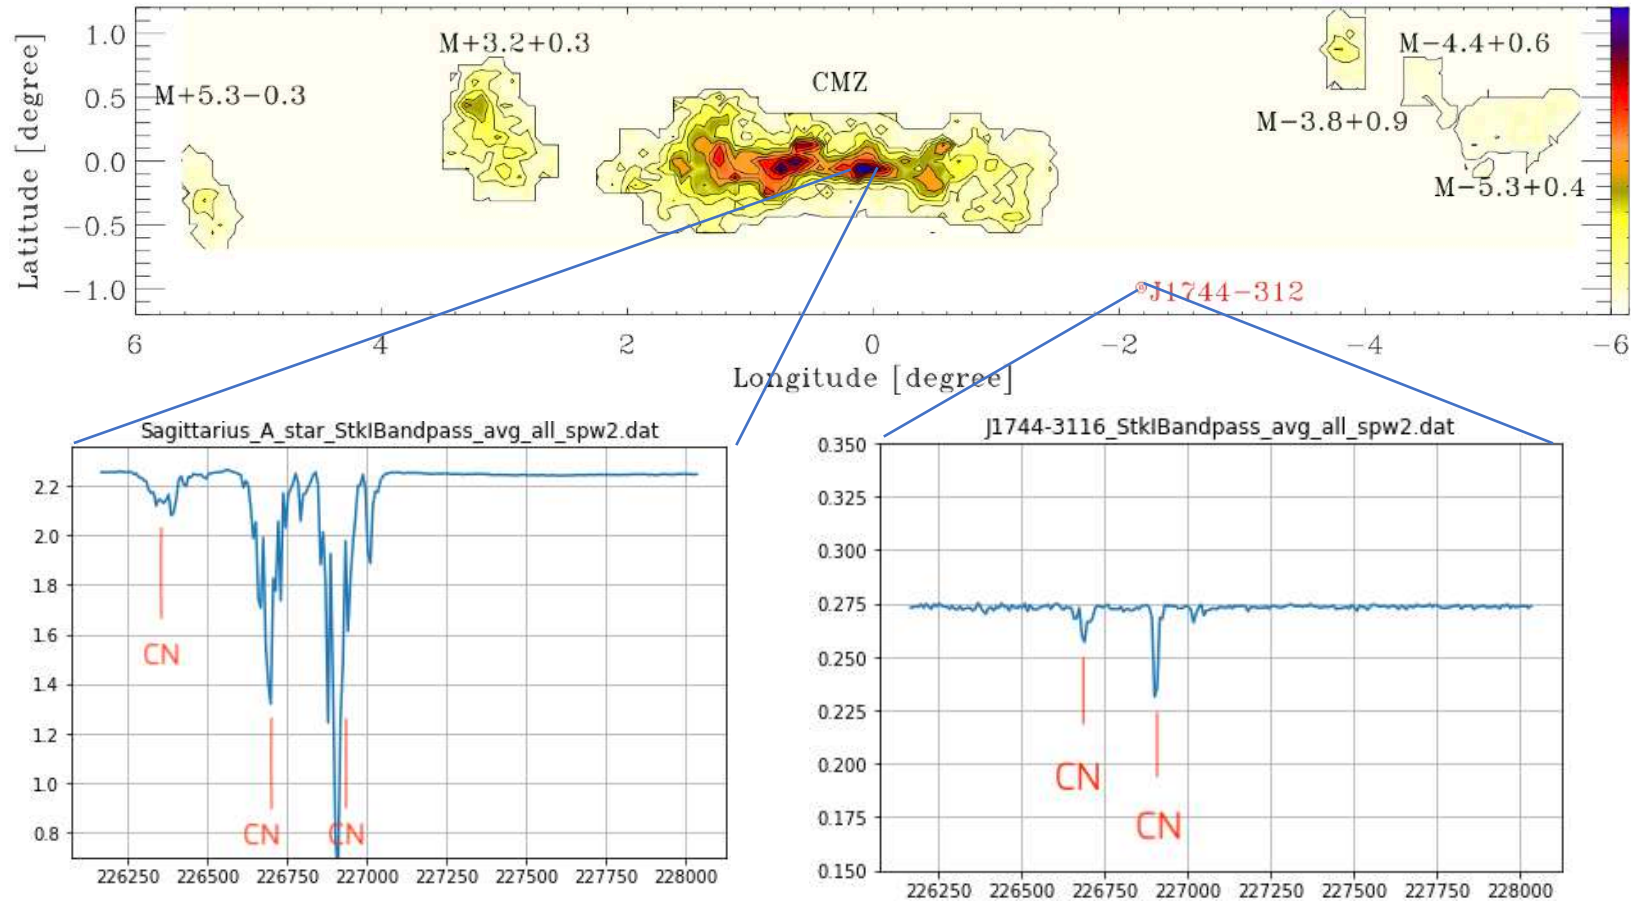 1.0
0.5
0.0
−0.5
−1.0
Latitude [degree]
M+5.3−0.3
M+3.2+0.3
CMZ
M−4.4+0.6
M−3.8+0.9
M−5.3+0.4
J1744−312
6 4 2 0 −2 −4 −6
Longitude [degree]
Sagittarius_A_star_StkIBandpass_avg_all_spw2.dat
2.2
2.0
1.8
1.6
1.4
1.2
1.0
0.8
CN
CN
CN
226250 226500 226750 227000 227250 227500 227750 228000
J1744-3116_StkIBandpass_avg_all_spw2.dat
0.350
0.325
0.300
0.275
0.250
0.225
0.200
0.175
0.150
CN
CN
226250 226500 226750 227000 227250 227500 227750 228000